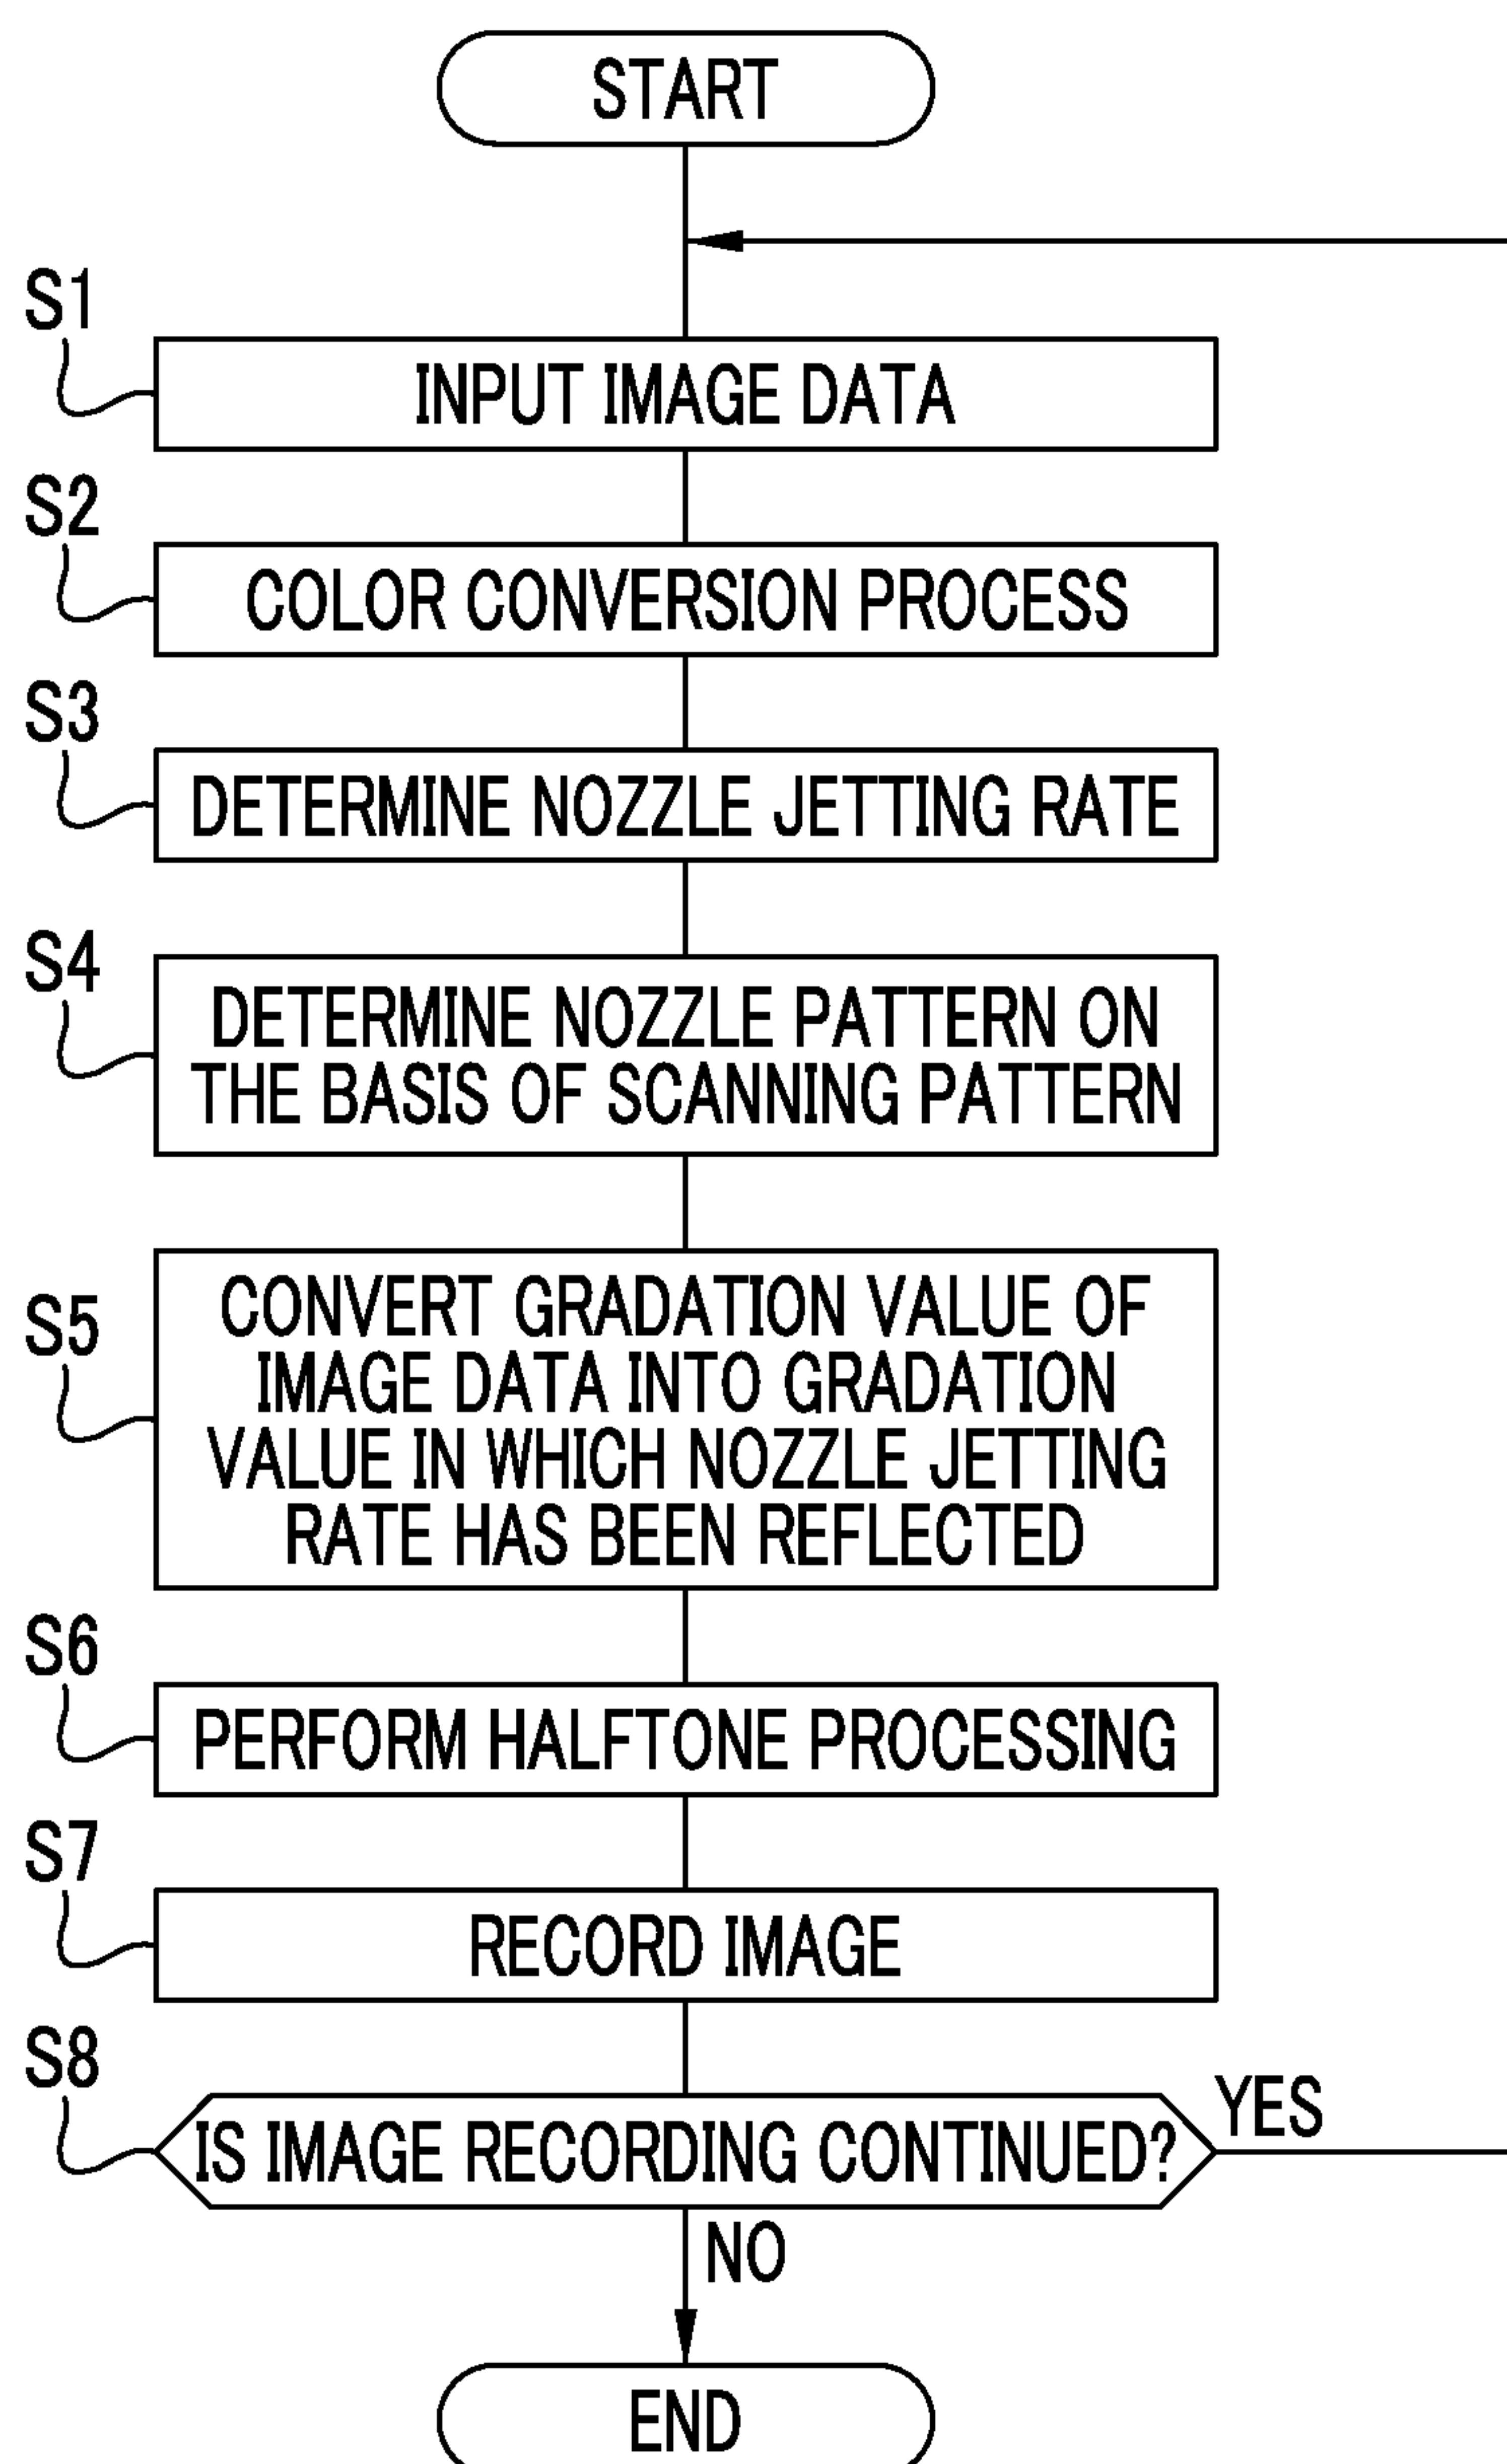 START
S1
INPUT IMAGE DATA
S2
COLOR CONVERSION PROCESS
S3
DETERMINE NOZZLE JETTING RATE
S4
DETERMINE NOZZLE PATTERN ON
THE BASIS OF SCANNING PATTERN
S5
CONVERT GRADATION VALUE OF
IMAGE DATA INTO GRADATION
VALUE IN WHICH NOZZLE JETTING
RATE HAS BEEN REFLECTED
S6
PERFORM HALFTONE PROCESSING
S7
RECORD IMAGE
S8
IS IMAGE RECORDING CONTINUED?
YES
NO
END